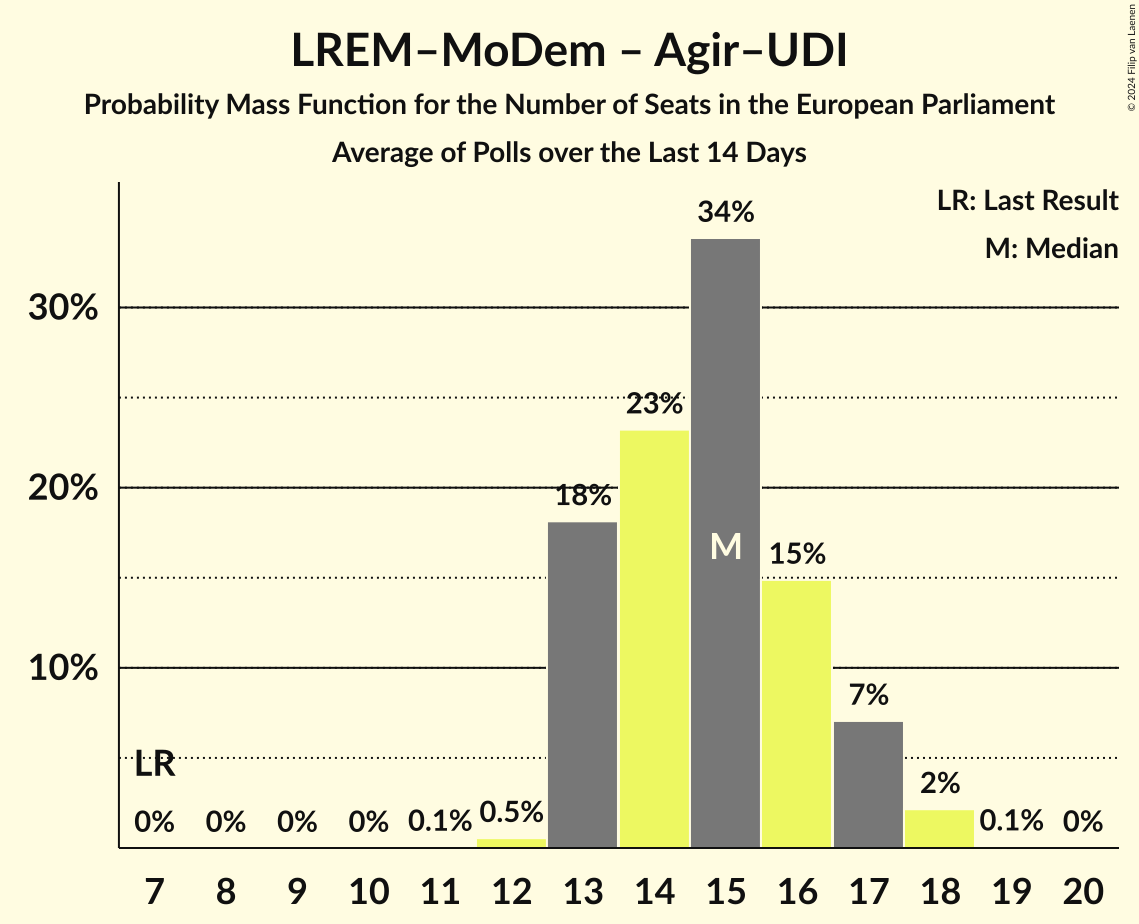 LREM–MoDem – Agir–UDI
Probability Mass Function for the Number of Seats in the European Parliament
Average of Polls over the Last 14 Days
© 2024 Filip van Laenen
LR: Last Result
M: Median
34%
30%
23%
20%
18%
M
15%
10%
7%
LR
2%
0% 0% 0% 0% 0.1% 0.5% 0.1% 0%
7 8 9 10 11 12 13 14 15 16 17 18 19 20